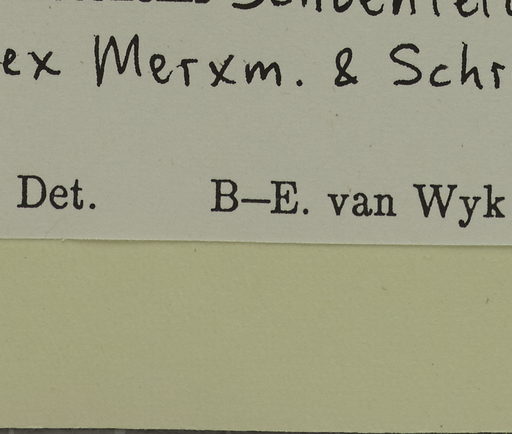 ex Merxm. & Schr
Det. B–E. van Wyk